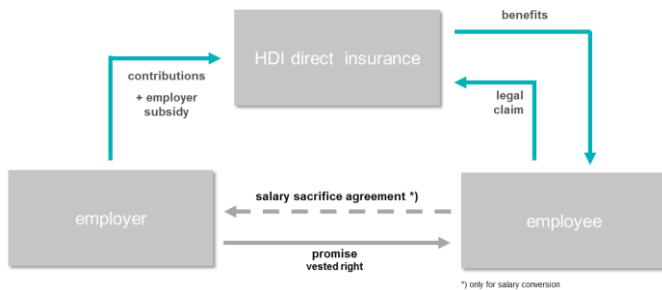 benefits
HDI direct insurance
contributions
+ employer
subsidy
legal
claim
salary sacrifice agreement *)
employer
employee
promise
vested right
*) only for salary conversion